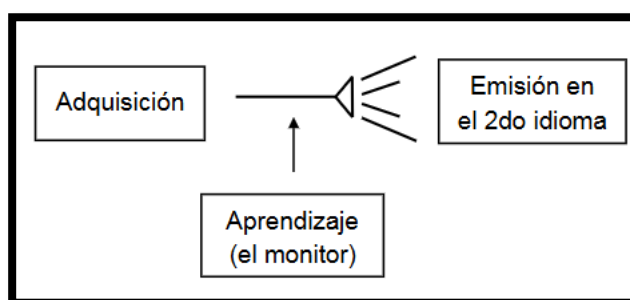 Adquisición
Emisión en
el 2do idioma
Aprendizaje
(el monitor)